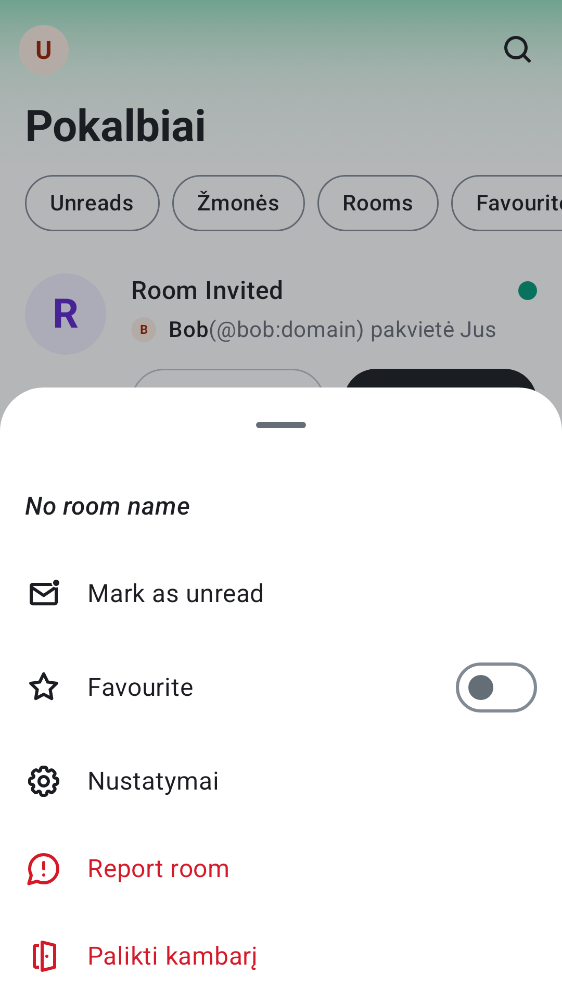 U
Pokalbiai
Unreads Žmonės Rooms Favourite
R
Room Invited
B Bob(@bob:domain) pakvietė Jus
No room name
Mark as unread
Favourite
Nustatymai
Report room
Palikti kambarį